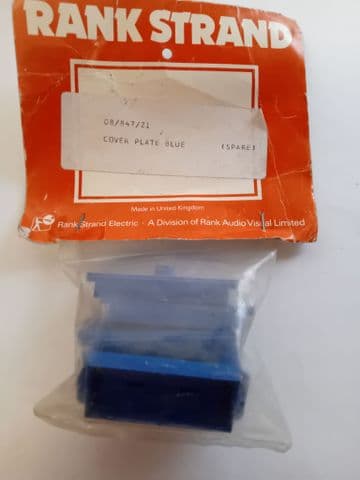 RANK STRAND
08/847/21
COVER PLATE BLUE (SPARE)
Made in United Kingdom
Rank Strand Electric · A Division of Rank Audio Visual Limited